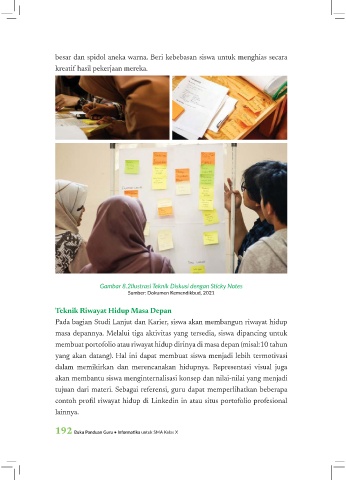 besar dan spidol aneka warna. Beri kebebasan siswa untuk menghias secara
kreatif hasil pekerjaan mereka.
Gambar 8.2Ilustrasi Teknik Diskusi dengan Sticky Notes
Sumber: Dokumen Kemendikbud, 2021
Teknik Riwayat Hidup Masa Depan
Pada bagian Studi Lanjut dan Karier, siswa akan membangun riwayat hidup
masa depannya. Melalui tiga aktivitas yang tersedia, siswa dipancing untuk
membuat portofolio atau riwayat hidup dirinya di masa depan (misal:10 tahun
yang akan datang). Hal ini dapat membuat siswa menjadi lebih termotivasi
dalam memikirkan dan merencanakan hidupnya. Representasi visual juga
akan membantu siswa menginternalisasi konsep dan nilai-nilai yang menjadi
tujuan dari materi. Sebagai referensi, guru dapat memperlihatkan beberapa
contoh profil riwayat hidup di Linkedin in atau situs portofolio profesional
lainnya.
192 Buku Panduan Guru • Informatika untuk SMA Kelas X